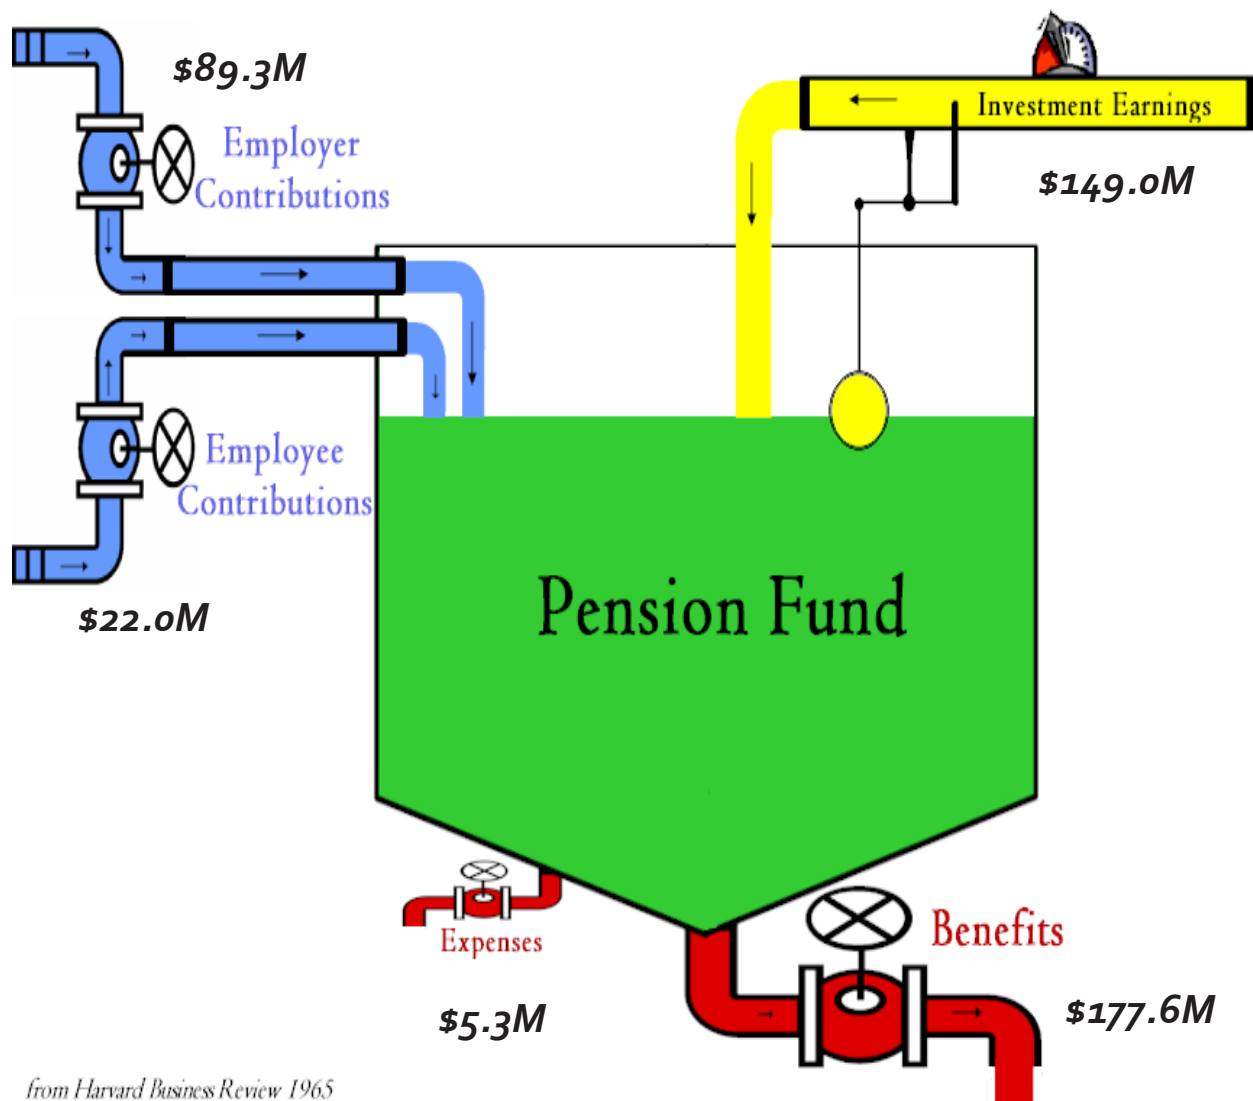 $89.3M
Employer
Contributions
Investment Earnings
$149.0M
Employee
Contributions
$22.0M
Pension Fund
Expenses
Benefits
$5.3M
$177.6M
from Harvard Business Review 1965